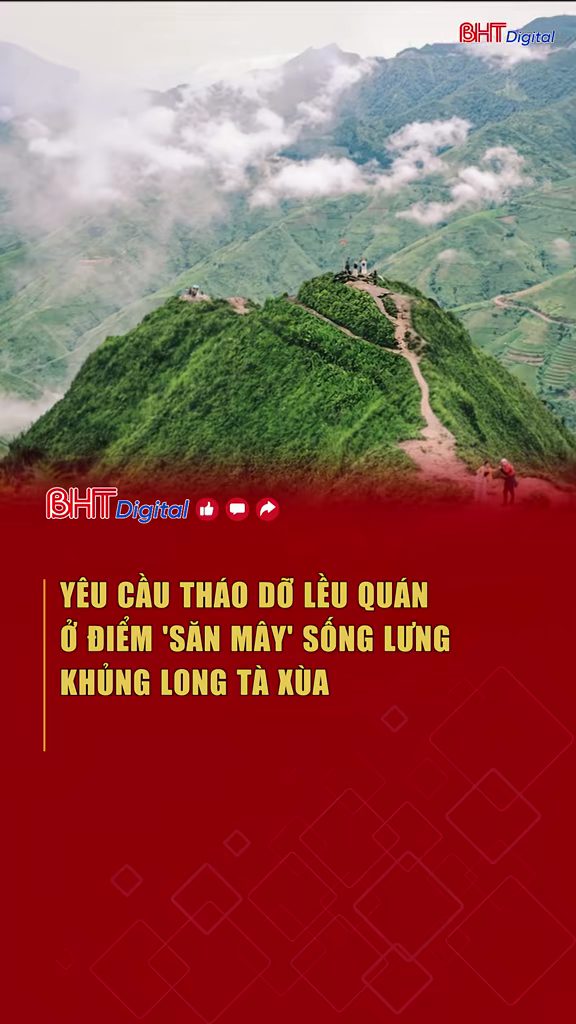 BHT Digital
BHT Digital
YÊU CẦU THÁO DỠ LỀU QUÁN
Ở ĐIỂM 'SĂN MÂY' SỐNG LƯNG
KHỦNG LONG TÀ XÙA